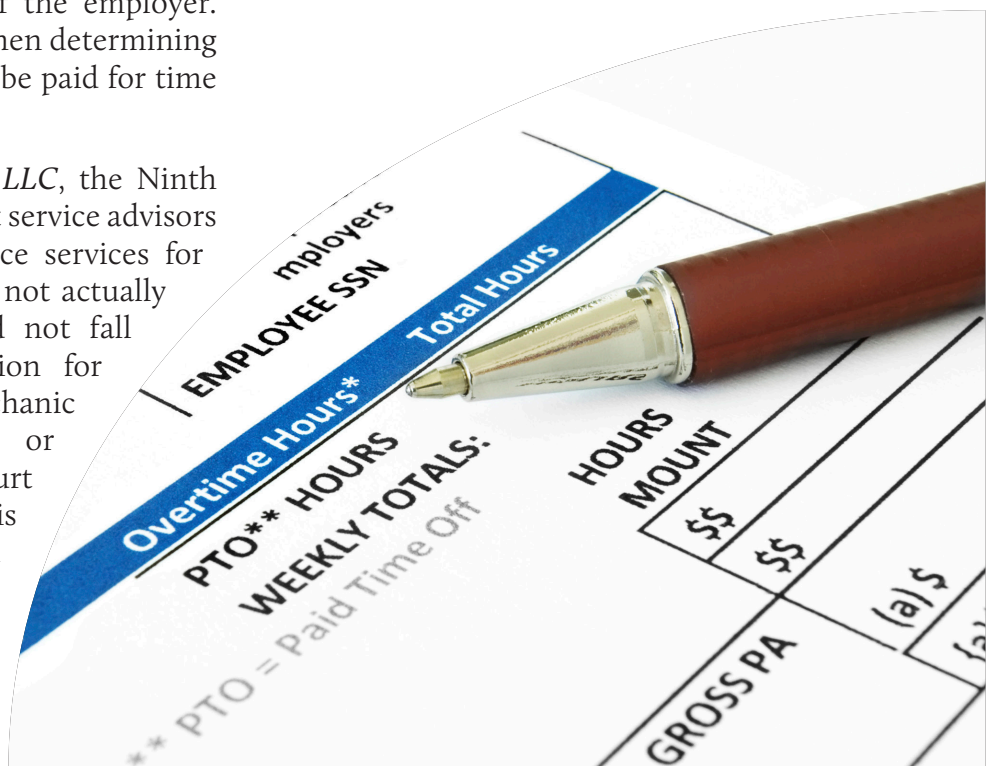 f the employer.
hen determining
be paid for time
LLC, the Ninth
service advisors
ce services for
not actually
d not fall
ion for
hanic
or
urt
is
mployers
EMPLOYEE SSN
Overtime Hours* Total Hours
PTO** HOURS
WEEKLY TOTALS:
** PTO = Paid Time Off
HOURS
MOUNT
$$
$$
(a) $
GROSS PA